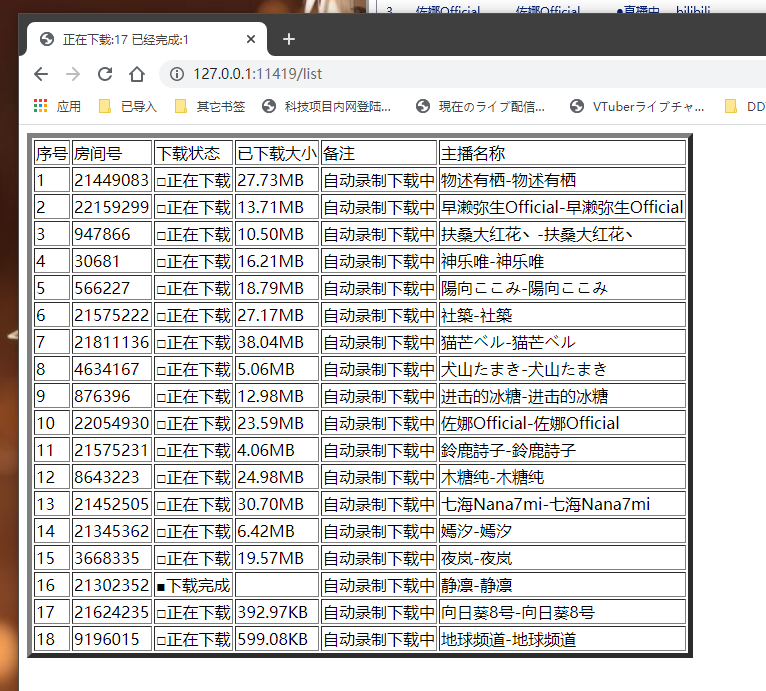 3 佐娜Official 佐娜Official ●直播中 bilibili
正在下载:17 已经完成:1
127.0.0.1:11419/list
应用 已导入 其它书签 科技项目内网登陆... 現在のライブ配信... VTuberライブチャ... DD
序号 房间号 下载状态 已下载大小 备注 主播名称
1 21449083 □正在下载 27.73MB 自动录制下载中 物述有栖-物述有栖
2 22159299 □正在下载 13.71MB 自动录制下载中 早濑弥生Official-早濑弥生Official
3 947866 □正在下载 10.50MB 自动录制下载中 扶桑大红花丶-扶桑大红花丶
4 30681 □正在下载 16.21MB 自动录制下载中 神乐唯-神乐唯
5 566227 □正在下载 18.79MB 自动录制下载中 陽向ここみ-陽向ここみ
6 21575222 □正在下载 27.17MB 自动录制下载中 社築-社築
7 21811136 □正在下载 38.04MB 自动录制下载中 猫芒ベル-猫芒ベル
8 4634167 □正在下载 5.06MB 自动录制下载中 犬山たまき-犬山たまき
9 876396 □正在下载 12.98MB 自动录制下载中 进击的冰糖-进击的冰糖
10 22054930 □正在下载 23.59MB 自动录制下载中 佐娜Official-佐娜Official
11 21575231 □正在下载 4.06MB 自动录制下载中 鈴鹿詩子-鈴鹿詩子
12 8643223 □正在下载 24.98MB 自动录制下载中 木糖纯-木糖纯
13 21452505 □正在下载 30.70MB 自动录制下载中 七海Nana7mi-七海Nana7mi
14 21345362 □正在下载 6.42MB 自动录制下载中 嫣汐-嫣汐
15 3668335 □正在下载 19.57MB 自动录制下载中 夜岚-夜岚
16 21302352 ■下载完成 自动录制下载中 静凛-静凛
17 21624235 □正在下载 392.97KB 自动录制下载中 向日葵8号-向日葵8号
18 9196015 □正在下载 599.08KB 自动录制下载中 地球频道-地球频道